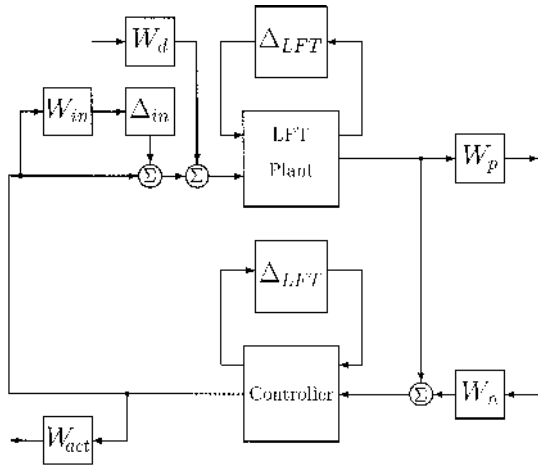 W_d
Δ_LFT
W_in
Δ_in
LFT
Plant
Σ
Σ
W_p
Δ_LFT
Controller
Σ
W_n
W_act